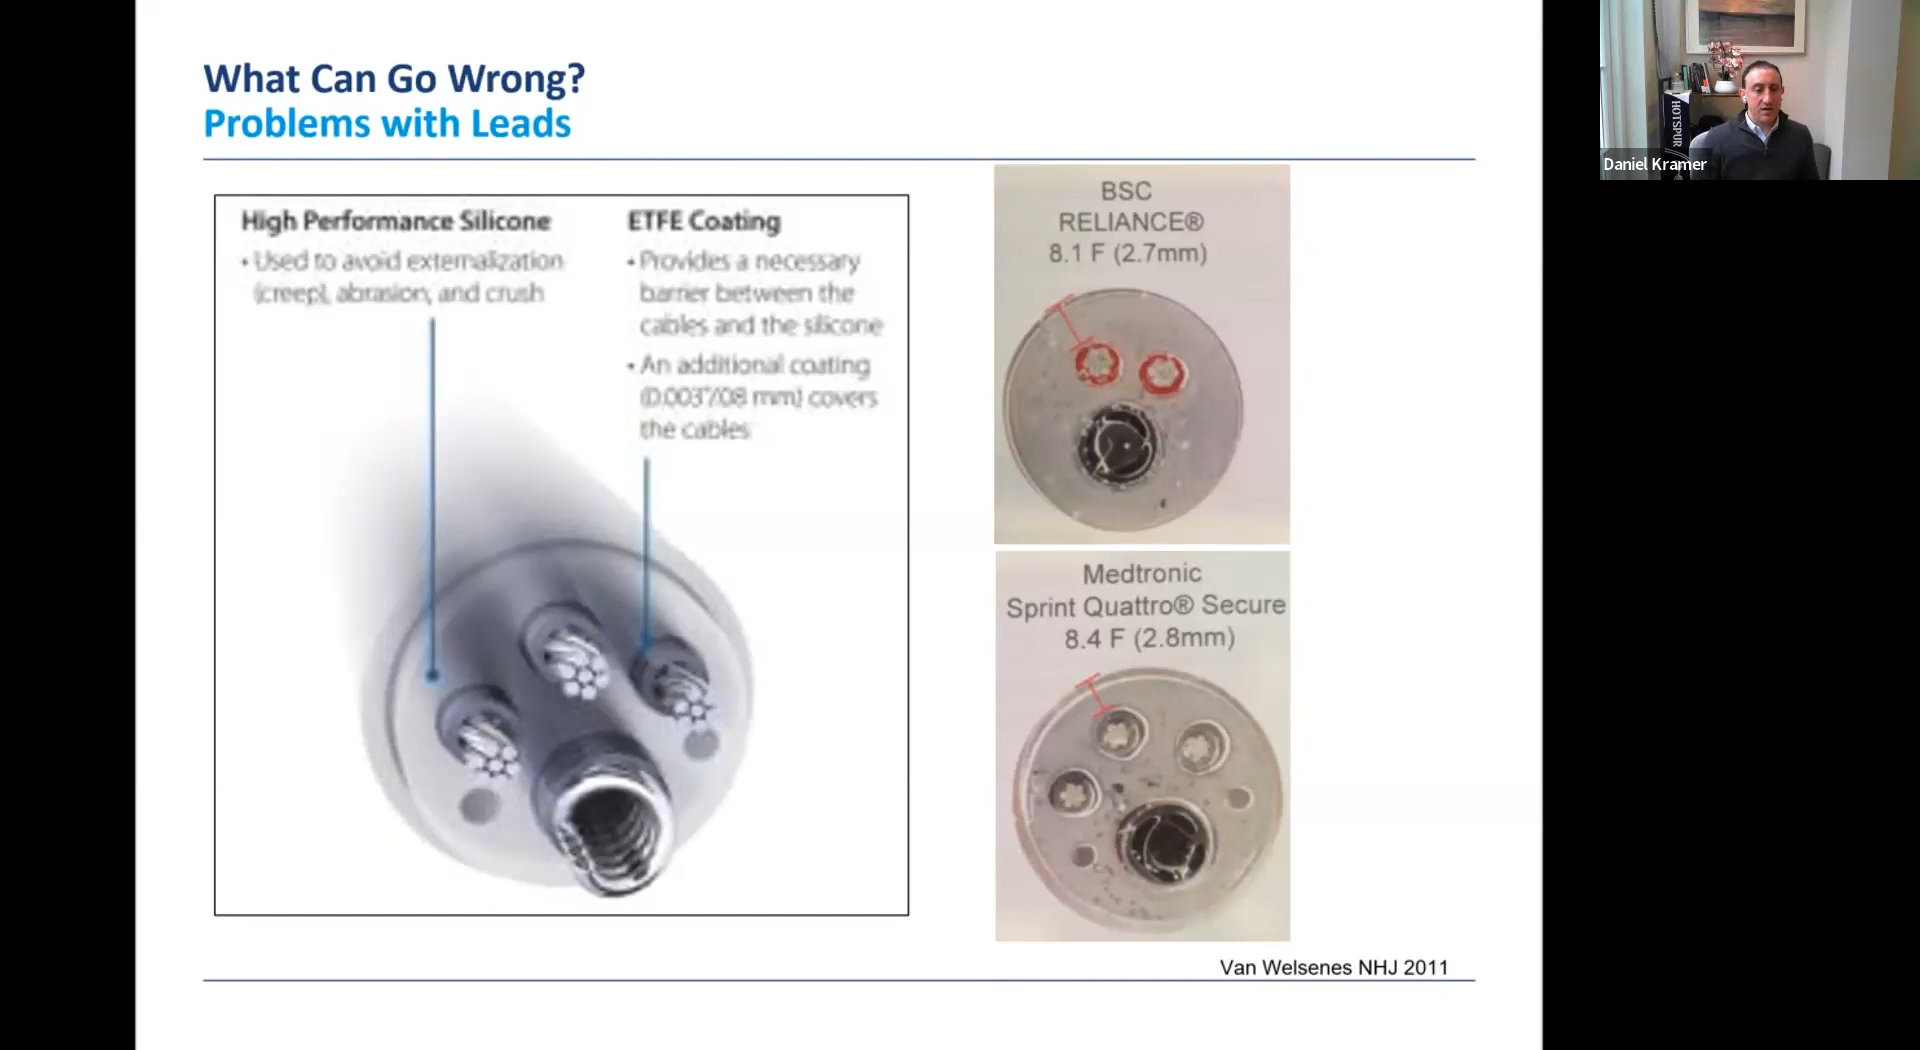 What Can Go Wrong?
Problems with Leads
High Performance Silicone
• Used to avoid externalization
(creep), abrasion, and crush
ETFE Coating
• Provides a necessary
barrier between the
cables and the silicone
• An additional coating
(0.003"/08 mm) covers
the cables
BSC
RELIANCE®
8.1 F (2.7mm)
Medtronic
Sprint Quattro® Secure
8.4 F (2.8mm)
Van Welsenes NHJ 2011
HOTSPUR
Daniel Kramer